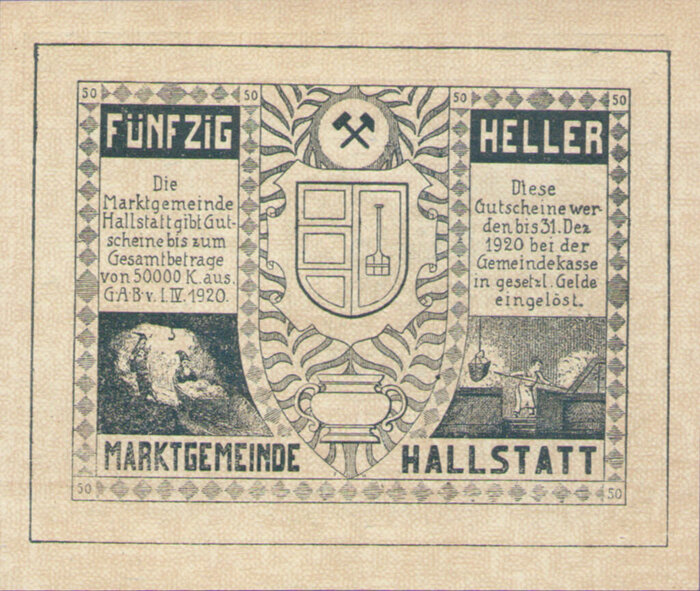 50 50 50 50
FÜNFZIG
HELLER
Die
Marktgemeinde
Hallstatt gibt Gut-
scheine bis zum
Gesamtbetrage
von 50000 K. aus.
G.A.B. v. I. IV. 1920.
Diese
Gutscheine wer-
den bis 31. Dez
1920 bei der
Gemeindekasse
in gesetzl. Gelde
eingelöst.
MARKTGEMEINDE HALLSTATT
50 50